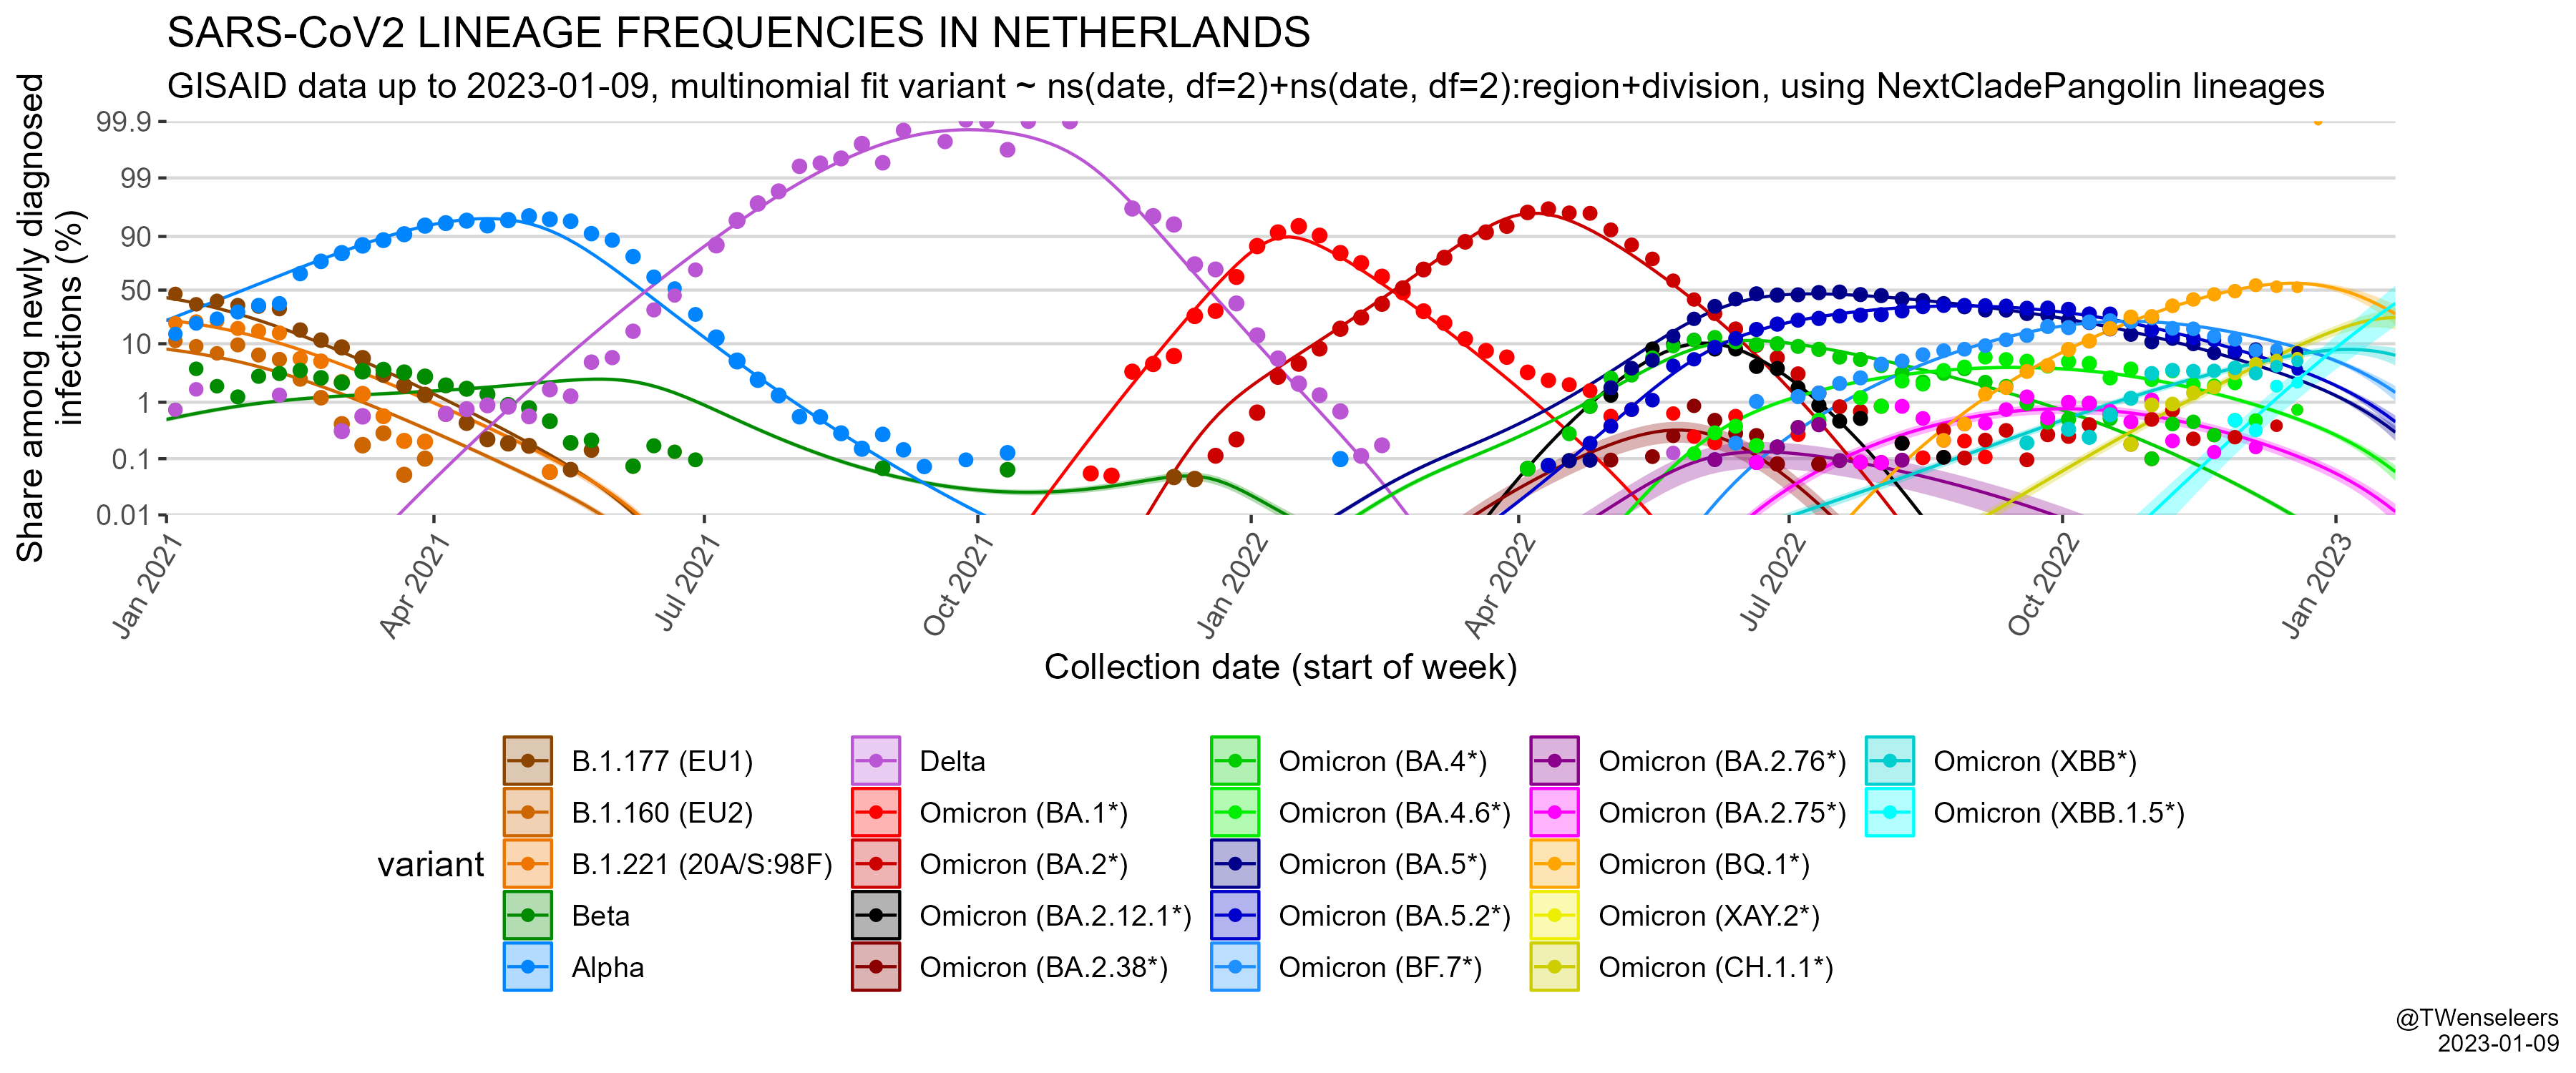 SARS-CoV2 LINEAGE FREQUENCIES IN NETHERLANDS
GISAID data up to 2023-01-09, multinomial fit variant ~ ns(date, df=2)+ns(date, df=2):region+division, using NextCladePangolin lineages
Share among newly diagnosed
infections (%)
99.9
99
90
50
10
1
0.1
0.01
Jan 2021
Apr 2021
Jul 2021
Oct 2021
Jan 2022
Apr 2022
Jul 2022
Oct 2022
Jan 2023
Collection date (start of week)
variant
B.1.177 (EU1)
B.1.160 (EU2)
B.1.221 (20A/S:98F)
Beta
Alpha
Delta
Omicron (BA.1*)
Omicron (BA.2*)
Omicron (BA.2.12.1*)
Omicron (BA.2.38*)
Omicron (BA.4*)
Omicron (BA.4.6*)
Omicron (BA.5*)
Omicron (BA.5.2*)
Omicron (BF.7*)
Omicron (BA.2.76*)
Omicron (BA.2.75*)
Omicron (BQ.1*)
Omicron (XAY.2*)
Omicron (CH.1.1*)
Omicron (XBB*)
Omicron (XBB.1.5*)
@TWenseleers
2023-01-09